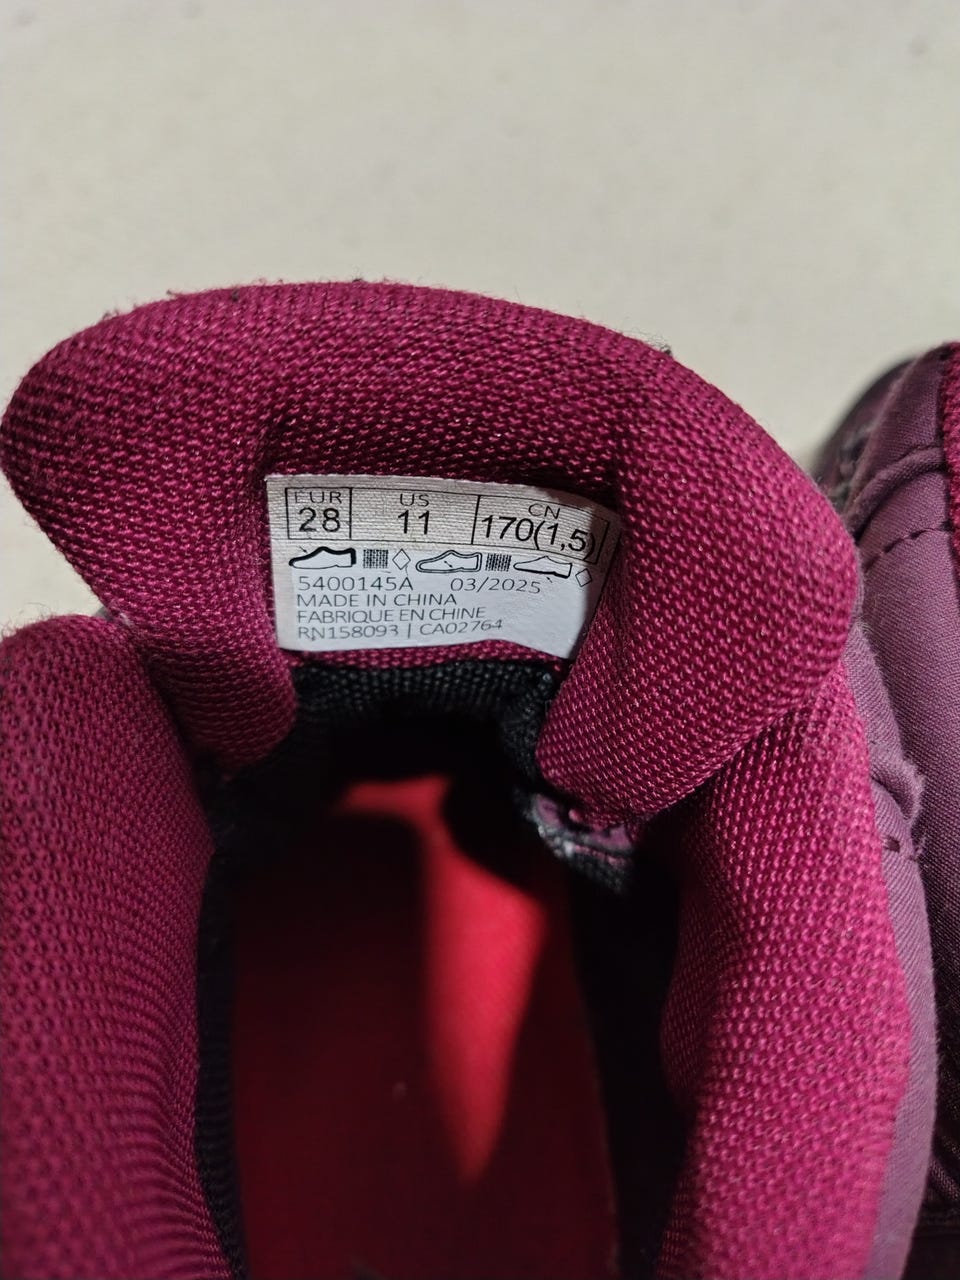 EUR US CN
28 11 170(1,5)
5400145A 03/2025
MADE IN CHINA
FABRIQUE EN CHINE
RN158093 | CA02764